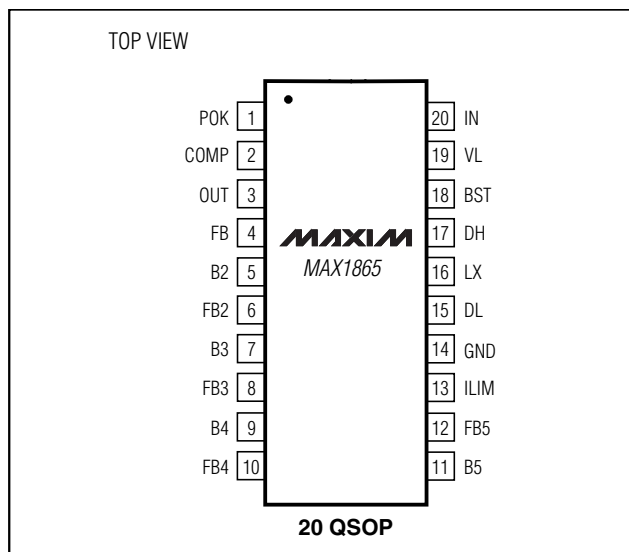 TOP VIEW
POK 1
COMP 2
OUT 3
FB 4
B2 5
FB2 6
B3 7
FB3 8
B4 9
FB4 10
MAXIM
MAX1865
20 IN
19 VL
18 BST
17 DH
16 LX
15 DL
14 GND
13 ILIM
12 FB5
11 B5
20 QSOP